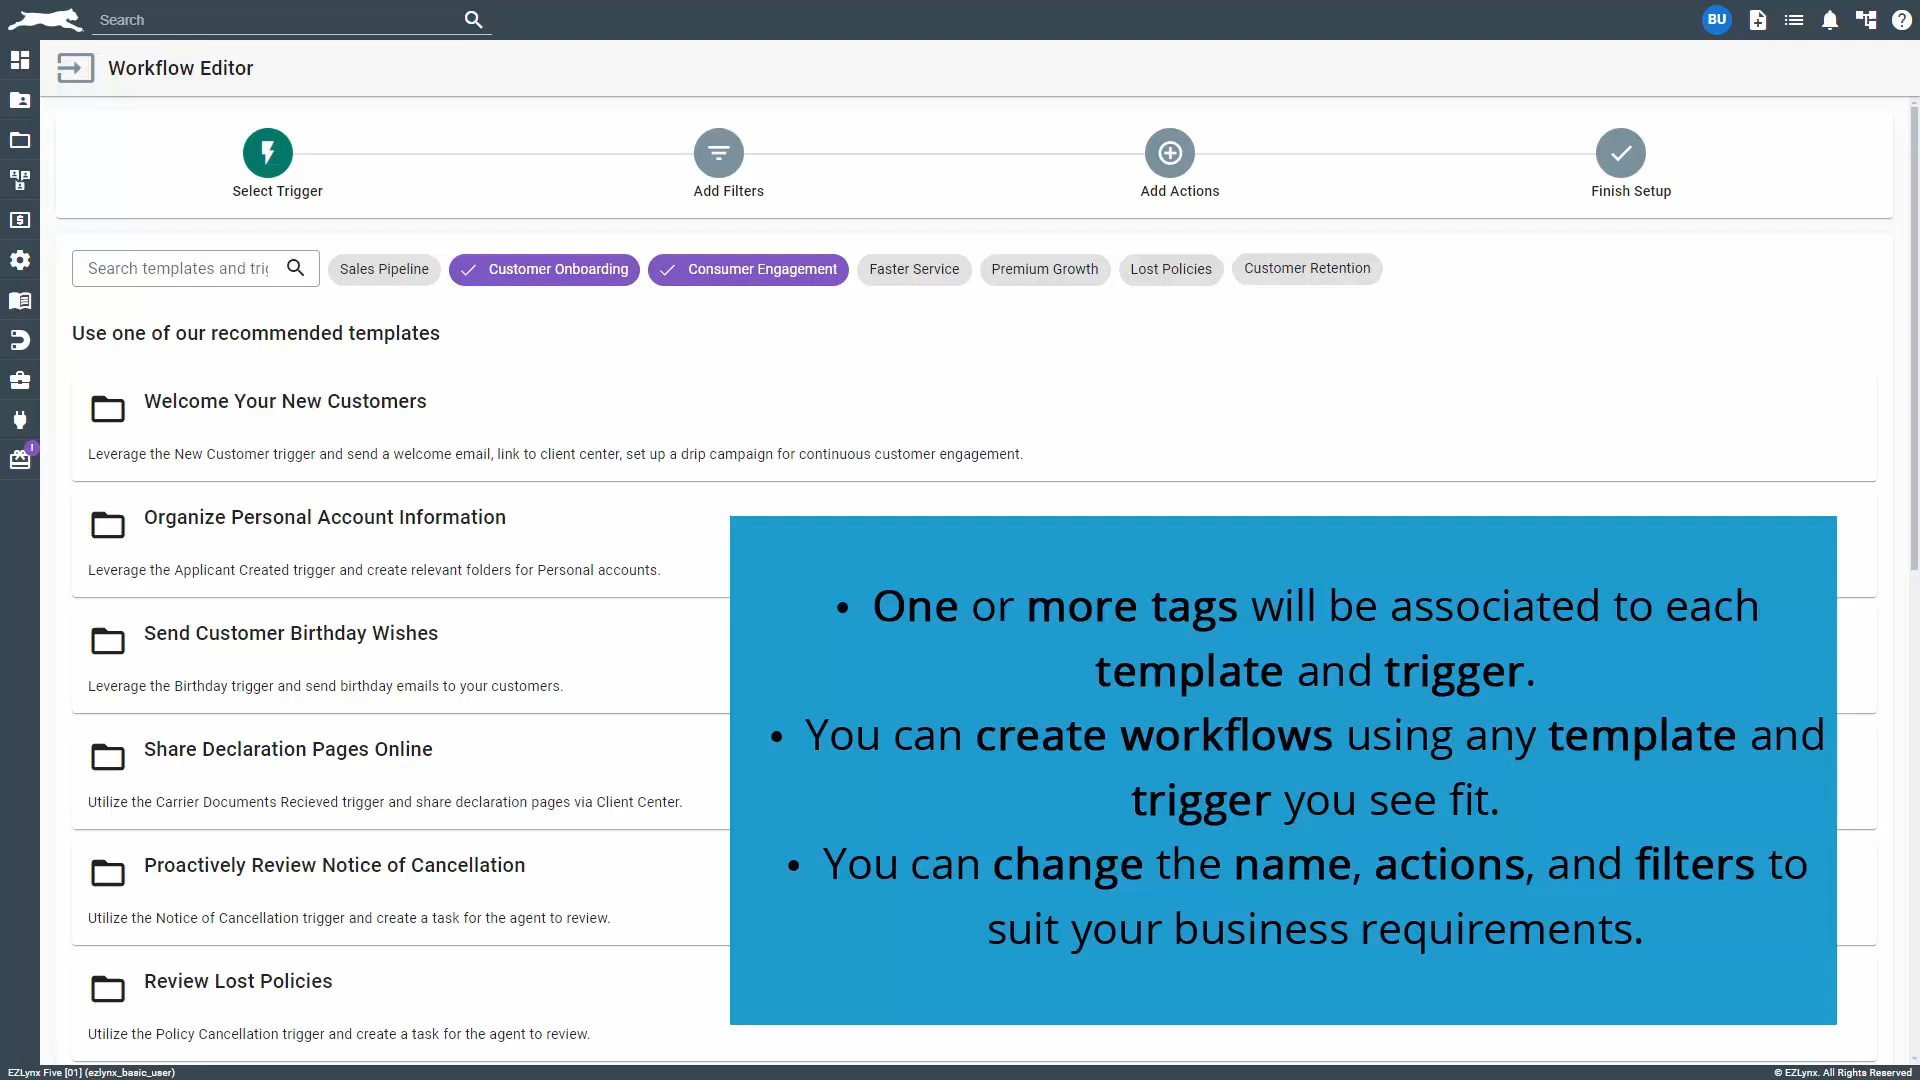 Search
BU
Workflow Editor
Select Trigger
Add Filters
Add Actions
Finish Setup
Search templates and trig
Sales Pipeline
Customer Onboarding
Consumer Engagement
Faster Service
Premium Growth
Lost Policies
Customer Retention
Use one of our recommended templates
Welcome Your New Customers
Leverage the New Customer trigger and send a welcome email, link to client center, set up a drip campaign for continuous customer engagement.
Organize Personal Account Information
Leverage the Applicant Created trigger and create relevant folders for Personal accounts.
Send Customer Birthday Wishes
Leverage the Birthday trigger and send birthday emails to your customers.
Share Declaration Pages Online
Utilize the Carrier Documents Recieved trigger and share declaration pages via Client Center.
Proactively Review Notice of Cancellation
Utilize the Notice of Cancellation trigger and create a task for the agent to review.
Review Lost Policies
Utilize the Policy Cancellation trigger and create a task for the agent to review.
• One or more tags will be associated to each
template and trigger.
• You can create workflows using any template and
trigger you see fit.
• You can change the name, actions, and filters to
suit your business requirements.
EZLynx Five [01] (ezlynx_basic_user)
© EZLynx. All Rights Reserved